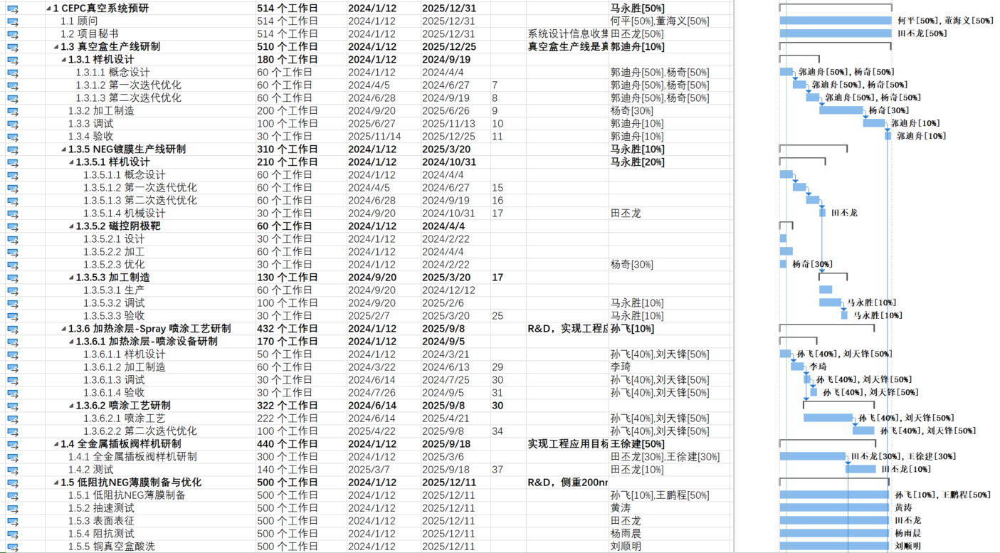 1 CEPC真空系统预研 514 个工作日 2024/1/12 2025/12/31 马永胜[50%]
1.1 顾问 514 个工作日 2024/1/12 2025/12/31 何平[50%],董海义[50%] 何平[50%],董海义[50%]
1.2 项目秘书 514 个工作日 2024/1/12 2025/12/31 系统设计信息收集 田丕龙[50%] 田丕龙[50%]
1.3 真空盒生产线研制 510 个工作日 2024/1/12 2025/12/25 真空盒生产线是真 郭迪舟[10%]
1.3.1 样机设计 180 个工作日 2024/1/12 2024/9/19
1.3.1.1 概念设计 60 个工作日 2024/1/12 2024/4/4 郭迪舟[50%],杨奇[50%] 郭迪舟[50%],杨奇[50%]
1.3.1.2 第一次迭代优化 60 个工作日 2024/4/5 2024/6/27 7 郭迪舟[50%],杨奇[50%] 郭迪舟[50%],杨奇[50%]
1.3.1.3 第二次迭代优化 60 个工作日 2024/6/28 2024/9/19 8 郭迪舟[50%],杨奇[50%] 郭迪舟[50%],杨奇[50%]
1.3.2 加工制造 200 个工作日 2024/9/20 2025/6/26 9 杨奇[30%] 杨奇[30%]
1.3.3 调试 100 个工作日 2025/6/27 2025/11/13 10 郭迪舟[10%] 郭迪舟[10%]
1.3.4 验收 30 个工作日 2025/11/14 2025/12/25 11 郭迪舟[10%] 郭迪舟[10%]
1.3.5 NEG镀膜生产线研制 310 个工作日 2024/1/12 2025/3/20 马永胜[10%]
1.3.5.1 样机设计 210 个工作日 2024/1/12 2024/10/31 马永胜[20%]
1.3.5.1.1 概念设计 60 个工作日 2024/1/12 2024/4/4
1.3.5.1.2 第一次迭代优化 60 个工作日 2024/4/5 2024/6/27 15
1.3.5.1.3 第二次迭代优化 60 个工作日 2024/6/28 2024/9/19 16
1.3.5.1.4 机械设计 30 个工作日 2024/9/20 2024/10/31 17 田丕龙 田丕龙
1.3.5.2 磁控阴极靶 60 个工作日 2024/1/12 2024/4/4
1.3.5.2.1 设计 30 个工作日 2024/1/12 2024/2/22
1.3.5.2.2 加工 60 个工作日 2024/1/12 2024/4/4
1.3.5.2.3 优化 30 个工作日 2024/1/12 2024/2/22 杨奇[30%] 杨奇[30%]
1.3.5.3 加工制造 130 个工作日 2024/9/20 2025/3/20 17
1.3.5.3.1 生产 60 个工作日 2024/9/20 2024/12/12
1.3.5.3.2 调试 100 个工作日 2024/9/20 2025/2/6 马永胜[10%] 马永胜[10%]
1.3.5.3.3 验收 30 个工作日 2025/2/7 2025/3/20 25 马永胜[10%] 马永胜[10%]
1.3.6 加热涂层-Spray 喷涂工艺研制 432 个工作日 2024/1/12 2025/9/8 R&D，实现工程应 孙飞[10%]
1.3.6.1 加热涂层-喷涂设备研制 170 个工作日 2024/1/12 2024/9/5
1.3.6.1.1 样机设计 50 个工作日 2024/1/12 2024/3/21 孙飞[40%],刘天锋[50%] 孙飞[40%],刘天锋[50%]
1.3.6.1.2 加工制造 60 个工作日 2024/3/22 2024/6/13 29 李琦 李琦
1.3.6.1.3 调试 30 个工作日 2024/6/14 2024/7/25 30 孙飞[40%],刘天锋[50%] 孙飞[40%],刘天锋[50%]
1.3.6.1.4 验收 30 个工作日 2024/7/26 2024/9/5 31 孙飞[40%],刘天锋[50%] 孙飞[40%],刘天锋[50%]
1.3.6.2 喷涂工艺研制 322 个工作日 2024/6/14 2025/9/8 30
1.3.6.2.1 喷涂工艺 222 个工作日 2024/6/14 2025/4/21 孙飞[40%],刘天锋[50%] 孙飞[40%],刘天锋[50%]
1.3.6.2.2 第二次迭代优化 100 个工作日 2025/4/22 2025/9/8 34 孙飞[40%],刘天锋[50%] 孙飞[40%],刘天锋[50%]
1.4 全金属插板阀样机研制 440 个工作日 2024/1/12 2025/9/18 实现工程应用目标 王徐建[50%]
1.4.1 全金属插板阀样机研制 300 个工作日 2024/1/12 2025/3/6 田丕龙[30%],王徐建[30%] 田丕龙[30%],王徐建[30%]
1.4.2 测试 140 个工作日 2025/3/7 2025/9/18 37 田丕龙[10%] 田丕龙[10%]
1.5 低阻抗NEG薄膜制备与优化 500 个工作日 2024/1/12 2025/12/11 R&D，侧重200nm
1.5.1 低阻抗NEG薄膜制备 500 个工作日 2024/1/12 2025/12/11 孙飞[10%],王鹏程[50%] 孙飞[10%],王鹏程[50%]
1.5.2 抽速测试 500 个工作日 2024/1/12 2025/12/11 黄涛 黄涛
1.5.3 表面表征 500 个工作日 2024/1/12 2025/12/11 田丕龙 田丕龙
1.5.4 阻抗测试 500 个工作日 2024/1/12 2025/12/11 杨雨晨 杨雨晨
1.5.5 铜真空盒酸洗 500 个工作日 2024/1/12 2025/12/11 刘顺明 刘顺明